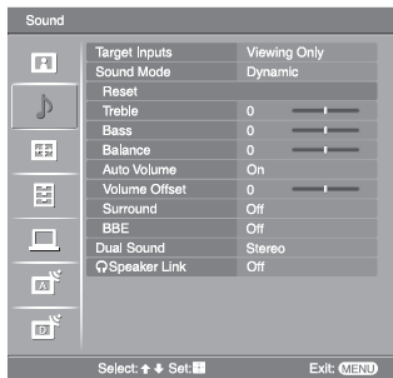 Sound
Target Inputs Viewing Only
Sound Mode Dynamic
Reset
Treble 0
Bass 0
Balance 0
Auto Volume On
Volume Offset 0
Surround Off
BBE Off
Dual Sound Stereo
Speaker Link Off
A
D
Select: Set: Exit: MENU